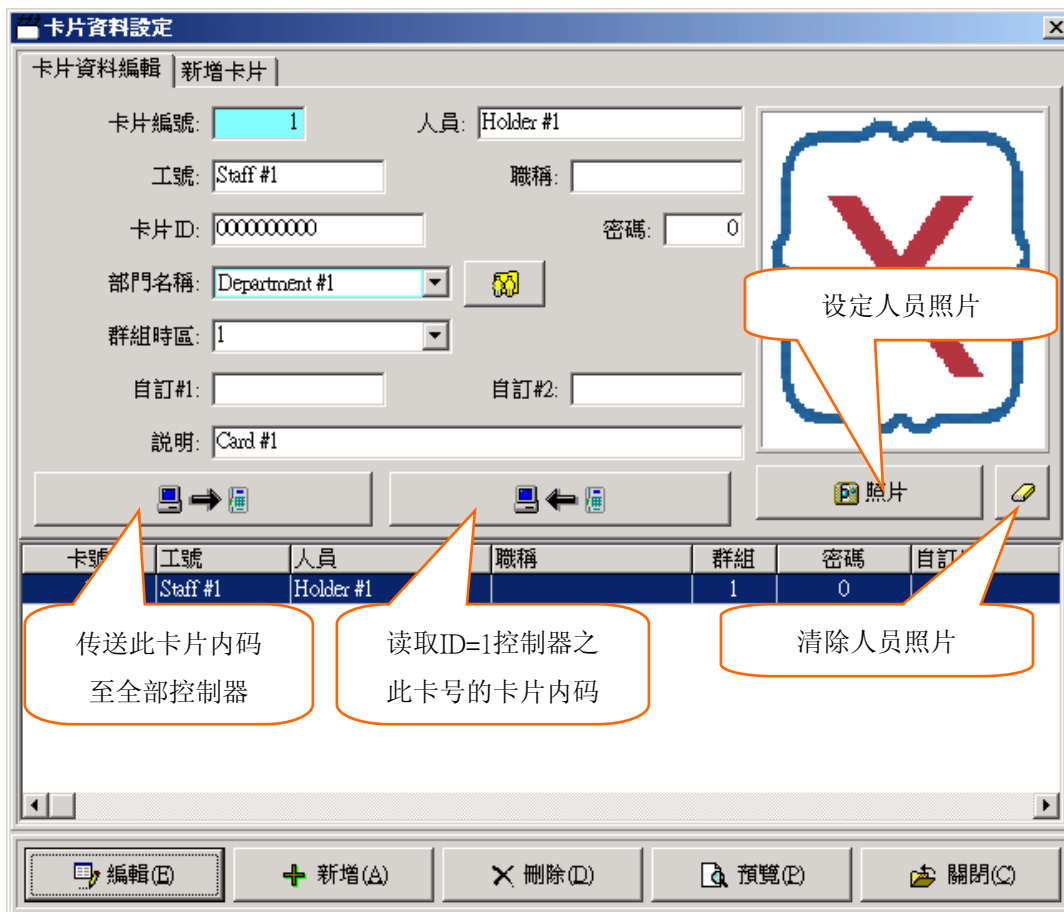 卡片資料設定
卡片資料編輯 新增卡片
卡片編號: 1 人員: Holder #1
工號: Staff #1 職稱:
卡片ID: 0000000000 密碼: 0
部門名稱: Department #1
设定人员照片
群組時區: 1
自訂#1: 自訂#2:
説明: Card #1
照片
卡號 工號 人員 職稱 群組 密碼 自訂
Staff #1 Holder #1 1 0
传送此卡片内码
至全部控制器
读取ID=1控制器之
此卡号的卡片内码
清除人员照片
編輯(E) 新增(A) 刪除(D) 預覽(P) 關閉(C)